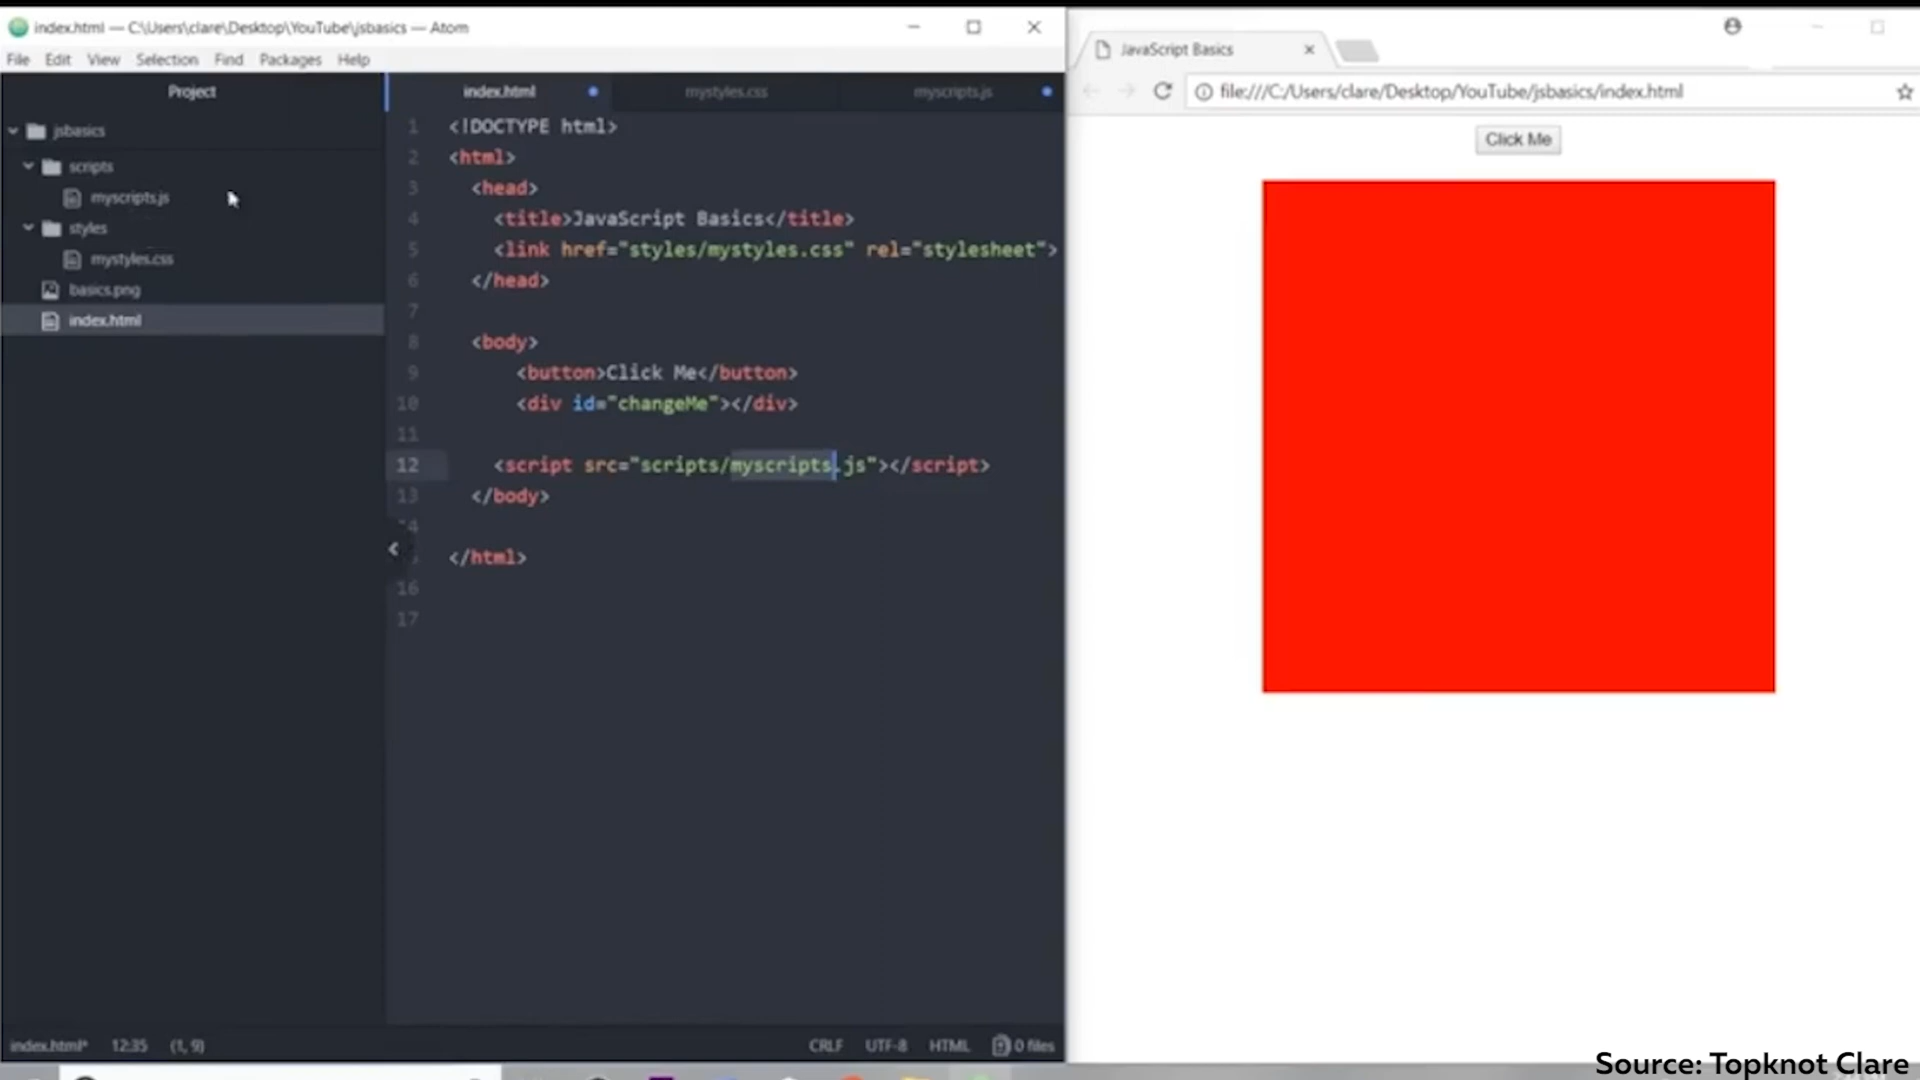 index.html — C:\Users\clare\Desktop\YouTube\jsbasics — Atom
File Edit View Selection Find Packages Help
Project
jsbasics
scripts
myscripts.js
styles
mystyles.css
basics.png
index.html
index.html mystyles.css myscripts.js
1 <!DOCTYPE html>
2 <html>
3 <head>
4 <title>JavaScript Basics</title>
5 <link href="styles/mystyles.css" rel="stylesheet">
6 </head>
7
8 <body>
9 <button>Click Me</button>
10 <div id="changeMe"></div>
11
12 <script src="scripts/myscripts.js"></script>
13 </body>
</html>
16
17
index.html* 12:35 (1, 9) CRLF UTF-8 HTML 0 files
JavaScript Basics
file:///C:/Users/clare/Desktop/YouTube/jsbasics/index.html
Click Me
Source: Topknot Clare